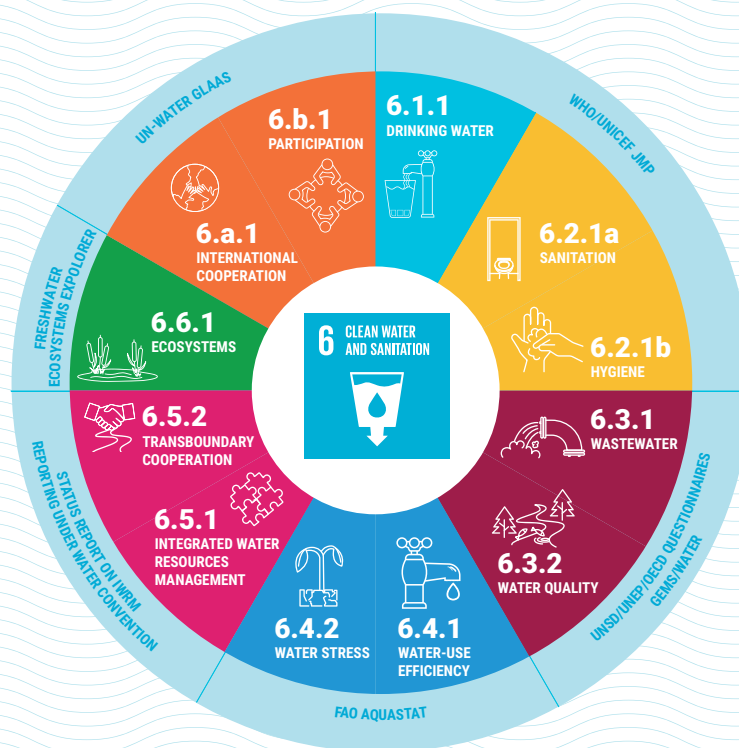 UN-WATER GLAAS
WHO/UNICEF JMP
6.b.1
PARTICIPATION
6.1.1
DRINKING WATER
6.a.1
INTERNATIONAL
COOPERATION
6.2.1a
SANITATION
FRESHWATER
ECOSYSTEMS EXPOLORER
6.6.1
ECOSYSTEMS
6 CLEAN WATER
AND SANITATION
6.2.1b
HYGIENE
6.5.2
TRANSBOUNDARY
COOPERATION
6.3.1
WASTEWATER
STATUS REPORT ON IWRM
REPORTING UNDER WATER CONVENTION
6.5.1
INTEGRATED WATER
RESOURCES
MANAGEMENT
6.3.2
WATER QUALITY
UNSD/UNEP/OECD QUESTIONNAIRES
GEMS/WATER
6.4.2
WATER STRESS
6.4.1
WATER-USE
EFFICIENCY
FAO AQUASTAT